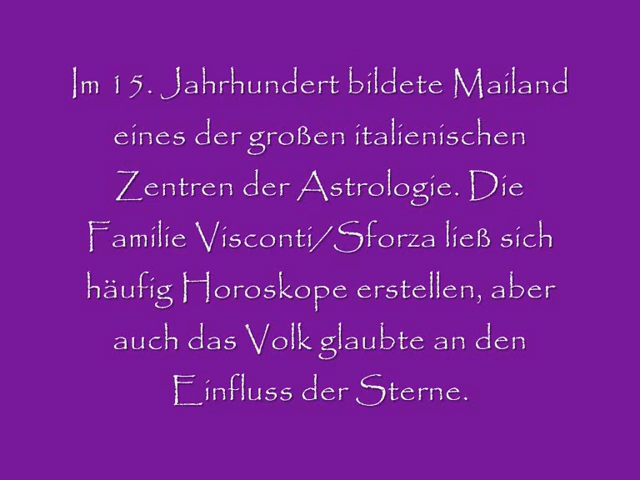 Im 15. Jahrhundert bildete Mailand
eines der großen italienischen
Zentren der Astrologie. Die
Familie Visconti/Sforza ließ sich
häufig Horoskope erstellen, aber
auch das Volk glaubte an den
Einfluss der Sterne.